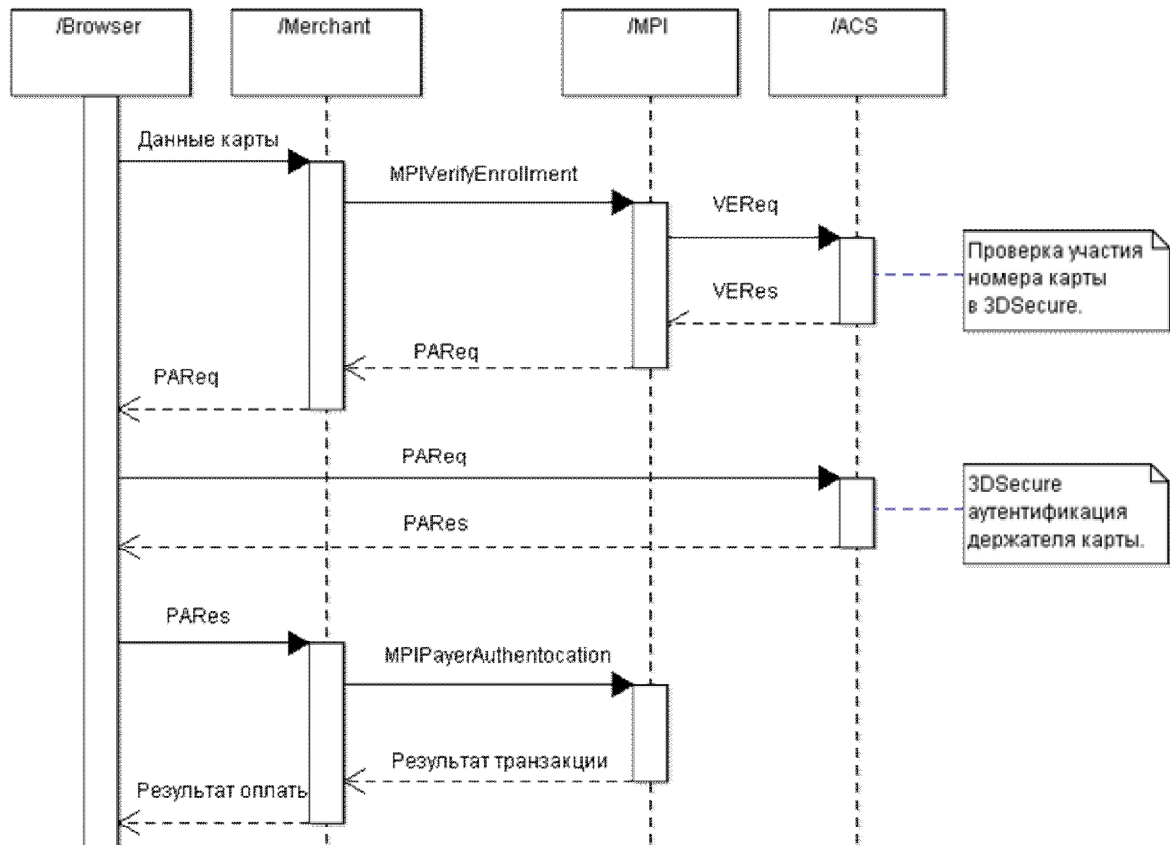 /Browser
/Merchant
/MPI
/ACS
Данные карты
MPIVerifyEnrollment
VEReq
Проверка участия
номера карты
в 3DSecure.
VERes
PAReq
PAReq
PAReq
3DSecure
аутентификация
держателя карты.
PARes
PARes
MPIPayerAuthentocation
Результат транзакции
Результат оплать